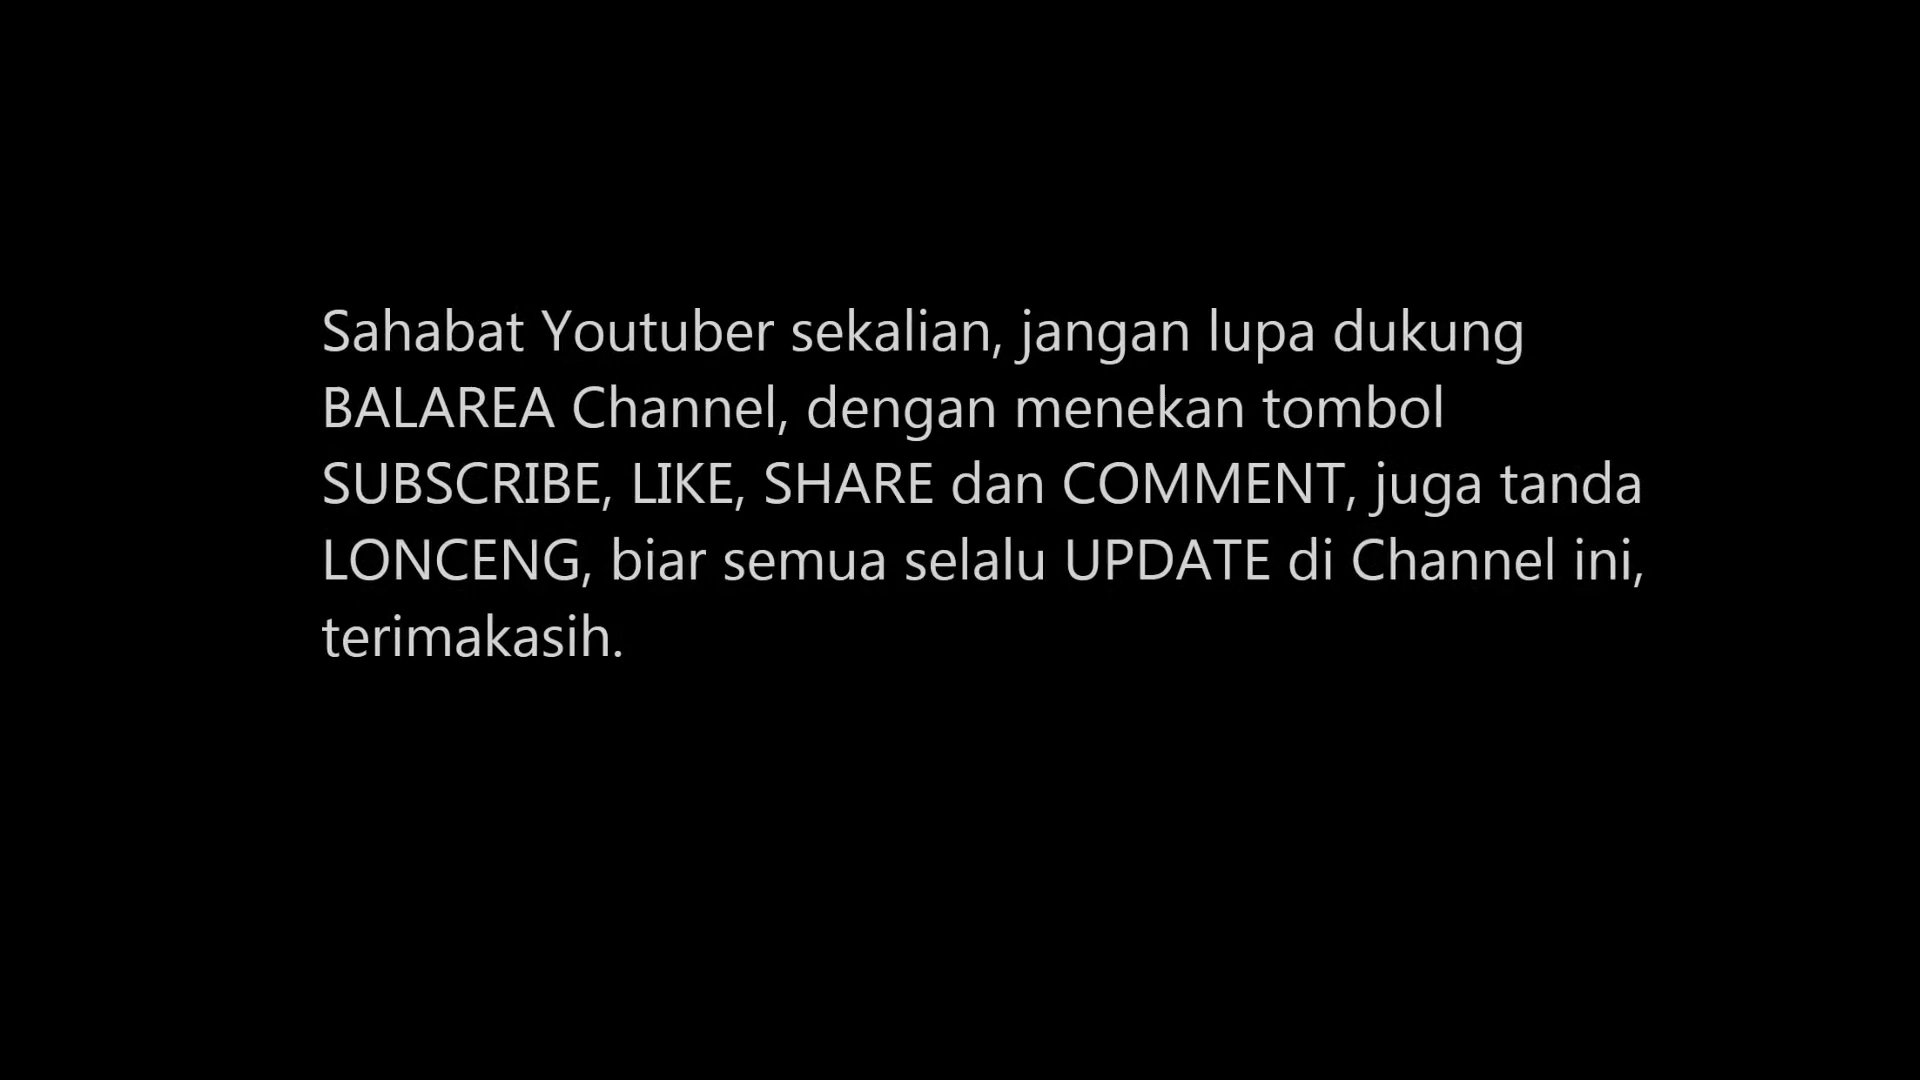 Sahabat Youtuber sekalian, jangan lupa dukung
BALAREA Channel, dengan menekan tombol
SUBSCRIBE, LIKE, SHARE dan COMMENT, juga tanda
LONCENG, biar semua selalu UPDATE di Channel ini,
terimakasih.